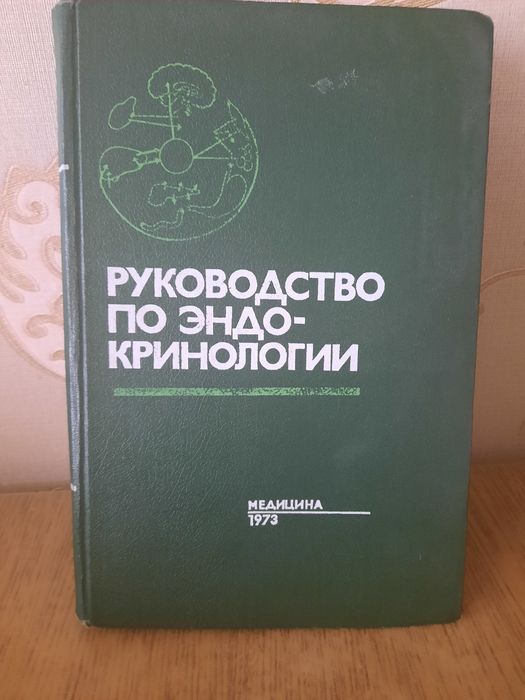 РУКОВОДСТВО
ПО ЭНДО-
КРИНОЛОГИИ
МЕДИЦИНА
1973